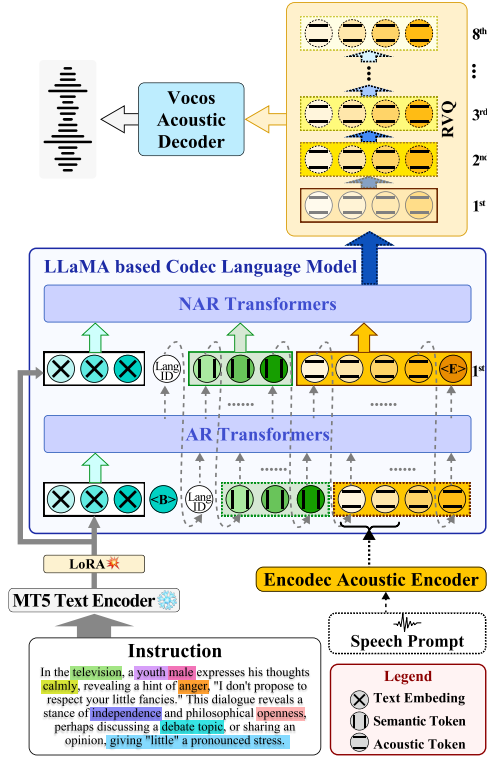 8th
3rd
2nd
1st
RVQ
Vocos
Acoustic
Decoder
LLaMA based Codec Language Model
NAR Transformers
Lang
ID
<E>
1st
......
......
AR Transformers
......
......
<B>
Lang
ID
LoRA
MT5 Text Encoder
Encodec Acoustic Encoder
Speech Prompt
Instruction
In the television, a youth male expresses his thoughts
calmly, revealing a hint of anger, "I don't propose to
respect your little fancies." This dialogue reveals a
stance of independence and philosophical openness,
perhaps discussing a debate topic, or sharing an
opinion, giving "little" a pronounced stress.
Legend
Text Embeding
Semantic Token
Acoustic Token